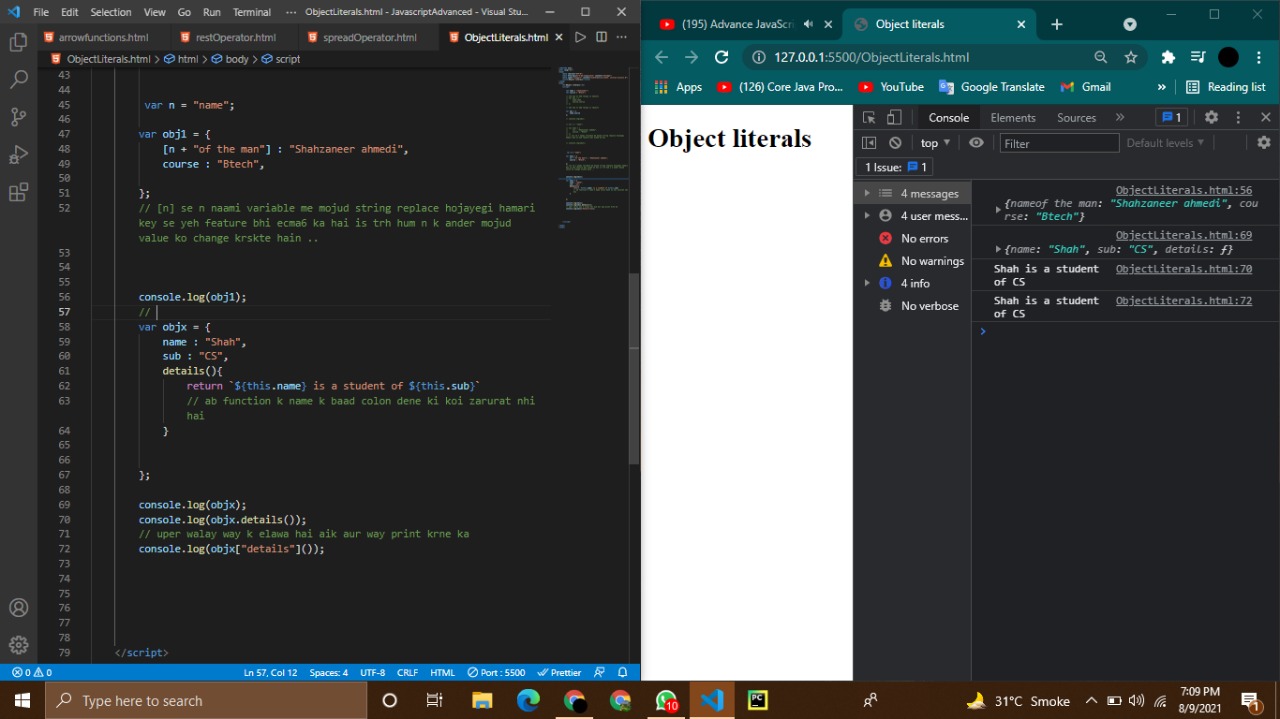 File Edit Selection View Go Run Terminal ··· ObjectLiterals.html - JavascriptAdvanced - Visual Stu...
arrowfunctions.html restOperator.html spreadOperator.html ObjectLiterals.html
ObjectLiterals.html > html > body > script
43
44
45 var n = "name";
46
47 var obj1 = {
48 [n + "of the man"] : "Shahzaneer ahmedi",
49 course : "Btech",
50
51 };
52 // [n] se n naami variable me mojud string replace hojayegi hamari
key se yeh feature bhi ecma6 ka hai is trh hum n k ander mojud
value ko change krskte hain ..
53
54
55
56 console.log(obj1);
57 //
58 var objx = {
59 name : "Shah",
60 sub : "CS",
61 details(){
62 return `${this.name} is a student of ${this.sub}`
63 // ab function k name k baad colon dene ki koi zarurat nhi
hai
64 }
65
66
67 };
68
69 console.log(objx);
70 console.log(objx.details());
71 // uper walay way k elawa hai aik aur way print krne ka
72 console.log(objx["details"]());
73
74
75
76
77
78
79 </script>
0 0 Ln 57, Col 12 Spaces: 4 UTF-8 CRLF HTML Port : 5500 Prettier
(195) Advance JavaScri Object literals
127.0.0.1:5500/ObjectLiterals.html
Apps (126) Core Java Pro... YouTube Google Translate Gmail » Reading list
Object literals
Console Elements Sources » 1
top Filter Default levels
1 Issue: 1
4 messages
4 user mess...
No errors
No warnings
4 info
No verbose
ObjectLiterals.html:56
{nameof the man: "Shahzaneer ahmedi", cou
rse: "Btech"}
ObjectLiterals.html:69
{name: "Shah", sub: "CS", details: ƒ}
Shah is a student ObjectLiterals.html:70
of CS
Shah is a student ObjectLiterals.html:72
of CS
Type here to search
10
PC
31°C Smoke
7:09 PM
8/9/2021
1